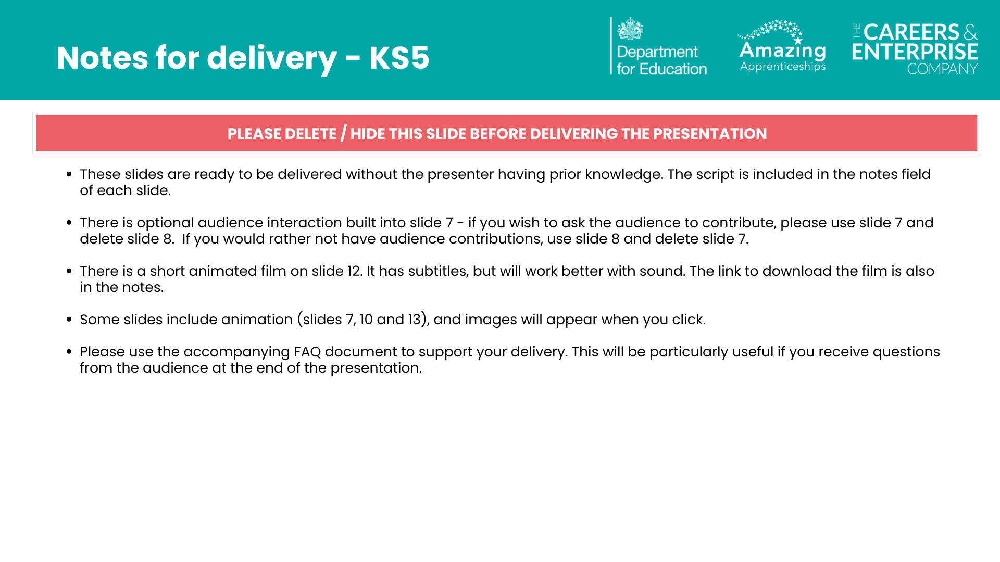 Notes for delivery - KS5
Department
for Education
Amazing
Apprenticeships
THE CAREERS &
ENTERPRISE
COMPANY
PLEASE DELETE / HIDE THIS SLIDE BEFORE DELIVERING THE PRESENTATION
• These slides are ready to be delivered without the presenter having prior knowledge. The script is included in the notes field
of each slide.
• There is optional audience interaction built into slide 7 - if you wish to ask the audience to contribute, please use slide 7 and
delete slide 8.  If you would rather not have audience contributions, use slide 8 and delete slide 7.
• There is a short animated film on slide 12. It has subtitles, but will work better with sound. The link to download the film is also
in the notes.
• Some slides include animation (slides 7, 10 and 13), and images will appear when you click.
• Please use the accompanying FAQ document to support your delivery. This will be particularly useful if you receive questions
from the audience at the end of the presentation.